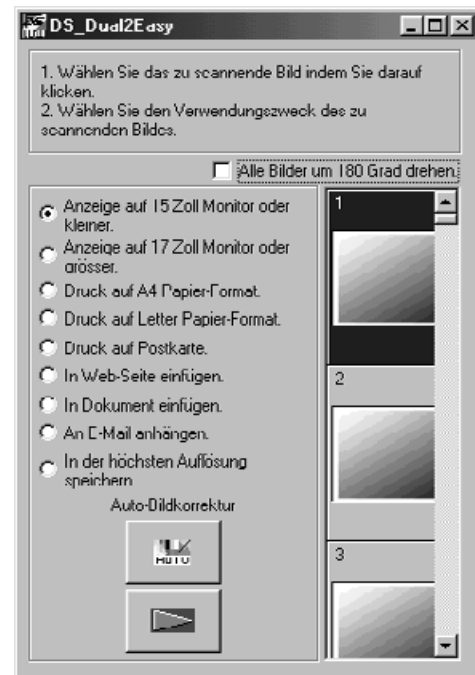 DS_Dual2Easy
1. Wählen Sie das zu scannende Bild indem Sie darauf
klicken.
2. Wählen Sie den Verwendungszweck des zu
scannenden Bildes.
Alle Bilder um 180 Grad drehen.
Anzeige auf 15 Zoll Monitor oder
kleiner.
Anzeige auf 17 Zoll Monitor oder
grösser.
Druck auf A4 Papier-Format.
Druck auf Letter Papier-Format.
Druck auf Postkarte.
In Web-Seite einfügen.
In Dokument einfügen.
An E-Mail anhängen.
In der höchsten Auflösung
speichern
Auto-Bildkorrektur
AUTO
1
2
3